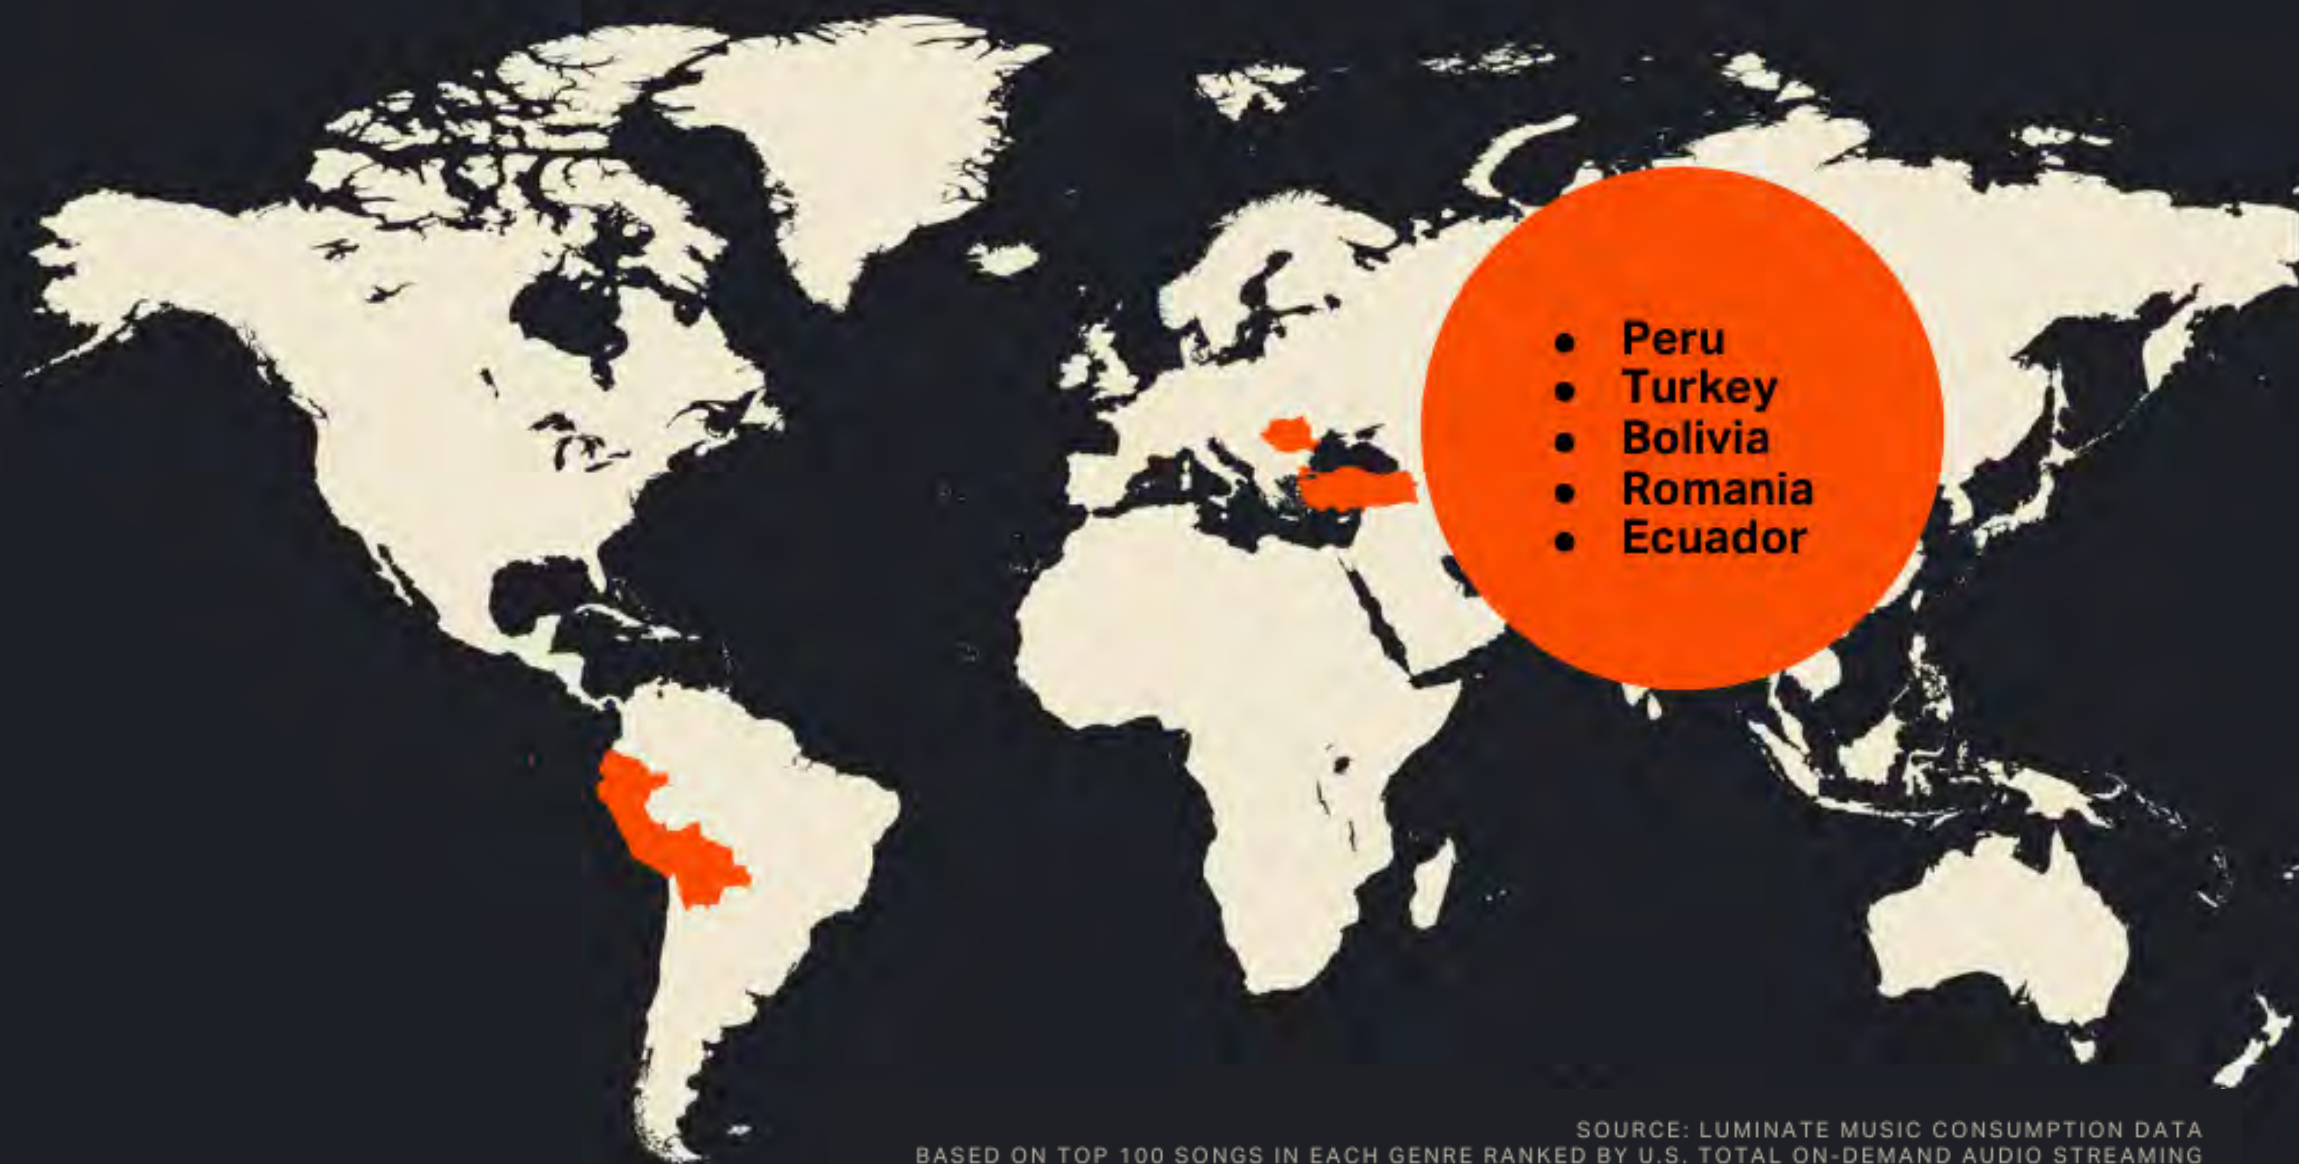 Peru
Turkey
Bolivia
Romania
Ecuador
SOURCE: LUMINATE MUSIC CONSUMPTION DATA
BASED ON TOP 100 SONGS IN EACH GENRE RANKED BY U.S. TOTAL ON-DEMAND AUDIO STREAMING